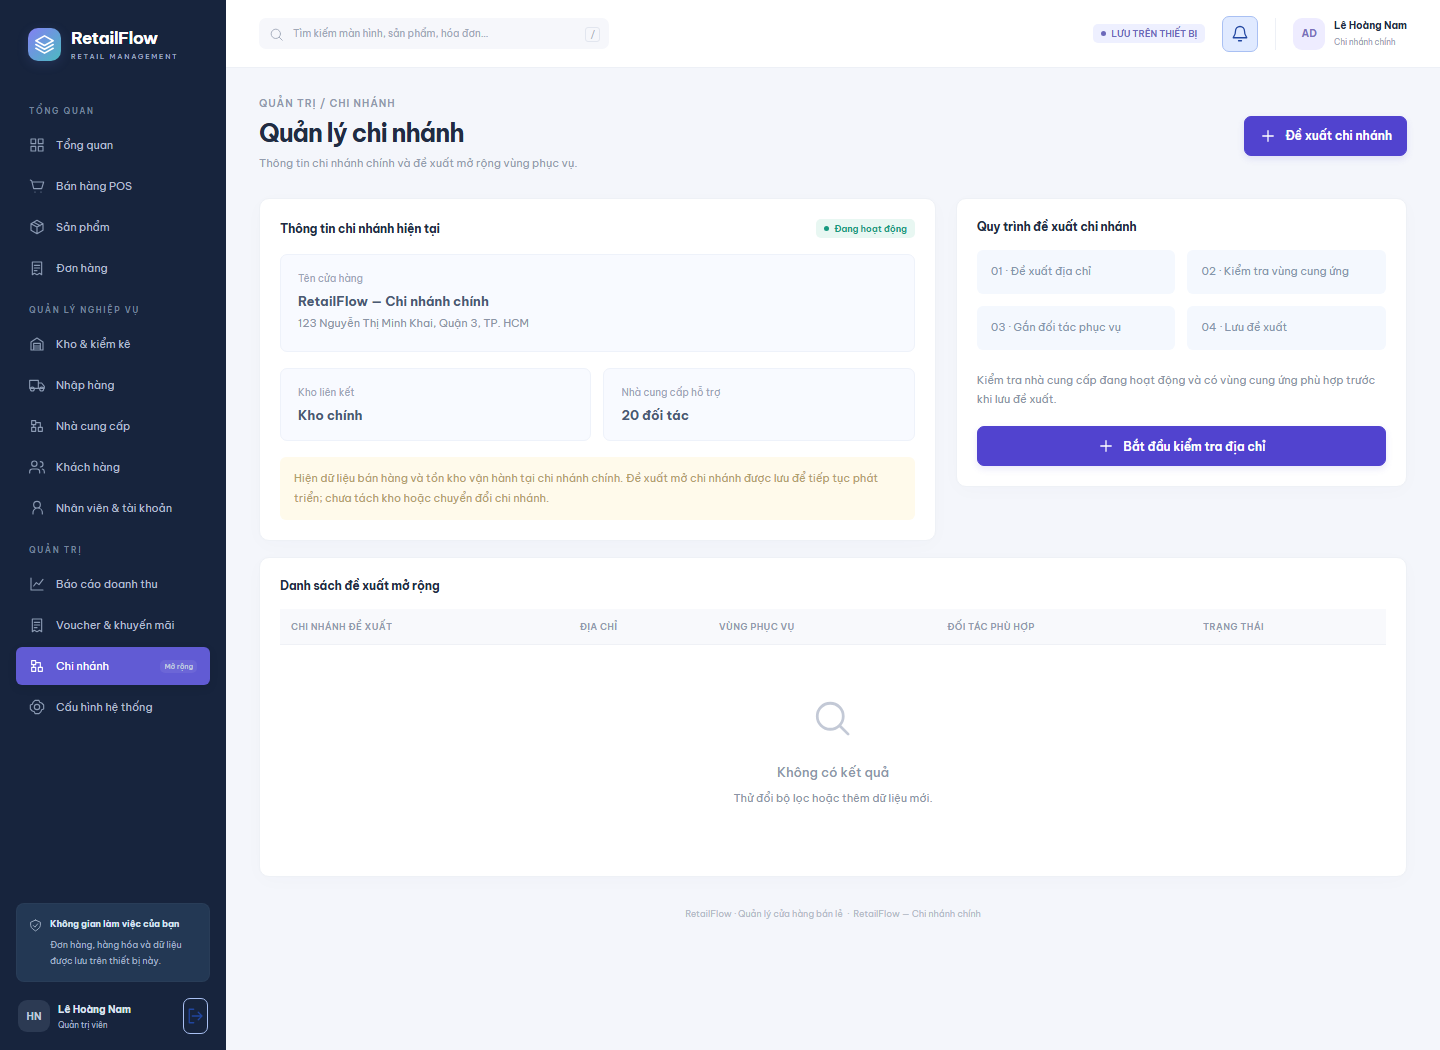 RetailFlow
RETAIL MANAGEMENT
TỔNG QUAN
Tổng quan
Bán hàng POS
Sản phẩm
Đơn hàng
QUẢN LÝ NGHIỆP VỤ
Kho & kiểm kê
Nhập hàng
Nhà cung cấp
Khách hàng
Nhân viên & tài khoản
QUẢN TRỊ
Báo cáo doanh thu
Voucher & khuyến mãi
Chi nhánh
Mở rộng
Cấu hình hệ thống
Không gian làm việc của bạn
Đơn hàng, hàng hóa và dữ liệu
được lưu trên thiết bị này.
HN
Lê Hoàng Nam
Quản trị viên
Tìm kiếm màn hình, sản phẩm, hóa đơn...
/
LƯU TRÊN THIẾT BỊ
AD
Lê Hoàng Nam
Chi nhánh chính
QUẢN TRỊ / CHI NHÁNH
Quản lý chi nhánh
Thông tin chi nhánh chính và đề xuất mở rộng vùng phục vụ.
Đề xuất chi nhánh
Thông tin chi nhánh hiện tại
Đang hoạt động
Tên cửa hàng
RetailFlow — Chi nhánh chính
123 Nguyễn Thị Minh Khai, Quận 3, TP. HCM
Kho liên kết
Kho chính
Nhà cung cấp hỗ trợ
20 đối tác
Hiện dữ liệu bán hàng và tồn kho vận hành tại chi nhánh chính. Đề xuất mở chi nhánh được lưu để tiếp tục phát
triển; chưa tách kho hoặc chuyển đổi chi nhánh.
Quy trình đề xuất chi nhánh
01 · Đề xuất địa chỉ
02 · Kiểm tra vùng cung ứng
03 · Gắn đối tác phục vụ
04 · Lưu đề xuất
Kiểm tra nhà cung cấp đang hoạt động và có vùng cung ứng phù hợp trước
khi lưu đề xuất.
Bắt đầu kiểm tra địa chỉ
Danh sách đề xuất mở rộng
CHI NHÁNH ĐỀ XUẤT
ĐỊA CHỈ
VÙNG PHỤC VỤ
ĐỐI TÁC PHÙ HỢP
TRẠNG THÁI
Không có kết quả
Thử đổi bộ lọc hoặc thêm dữ liệu mới.
RetailFlow · Quản lý cửa hàng bán lẻ · RetailFlow — Chi nhánh chính